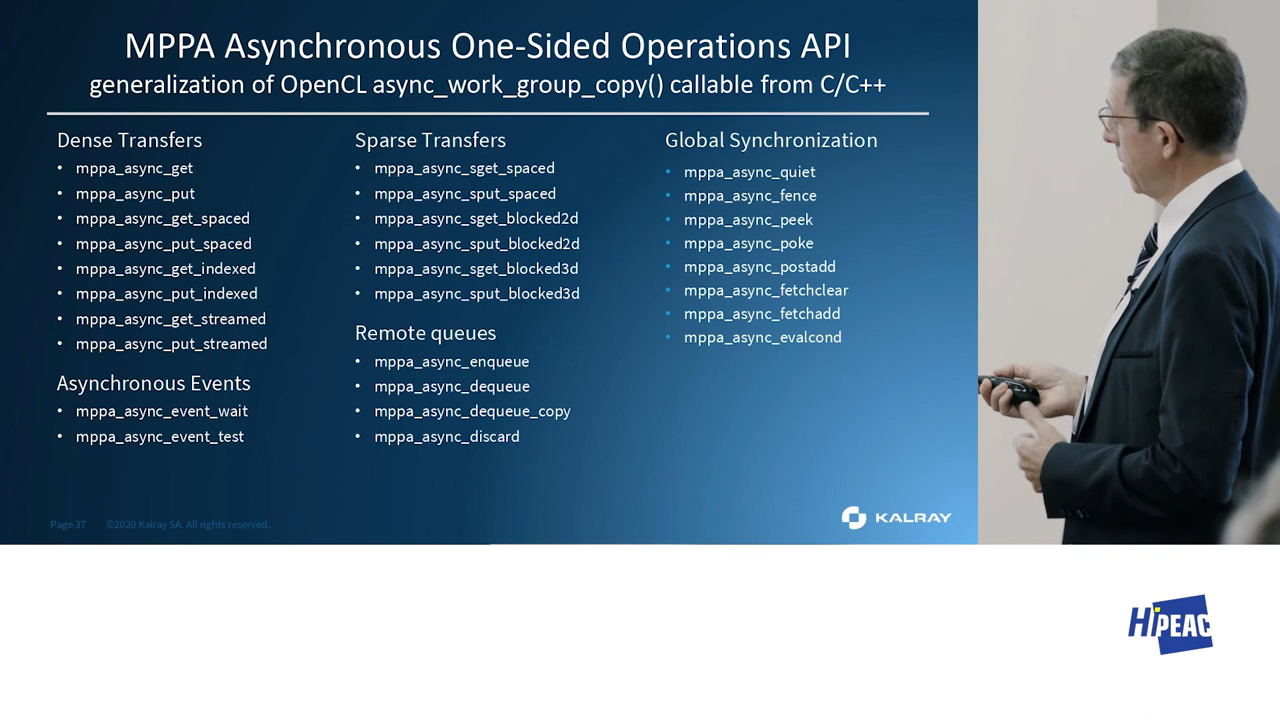 MPPA Asynchronous One-Sided Operations API
generalization of OpenCL async_work_group_copy() callable from C/C++
Dense Transfers
• mppa_async_get
• mppa_async_put
• mppa_async_get_spaced
• mppa_async_put_spaced
• mppa_async_get_indexed
• mppa_async_put_indexed
• mppa_async_get_streamed
• mppa_async_put_streamed
Asynchronous Events
• mppa_async_event_wait
• mppa_async_event_test
Sparse Transfers
• mppa_async_sget_spaced
• mppa_async_sput_spaced
• mppa_async_sget_blocked2d
• mppa_async_sput_blocked2d
• mppa_async_sget_blocked3d
• mppa_async_sput_blocked3d
Remote queues
• mppa_async_enqueue
• mppa_async_dequeue
• mppa_async_dequeue_copy
• mppa_async_discard
Global Synchronization
• mppa_async_quiet
• mppa_async_fence
• mppa_async_peek
• mppa_async_poke
• mppa_async_postadd
• mppa_async_fetchclear
• mppa_async_fetchadd
• mppa_async_evalcond
Page 37 ©2020 Kalray SA. All rights reserved.
KALRAY
HiPEAC